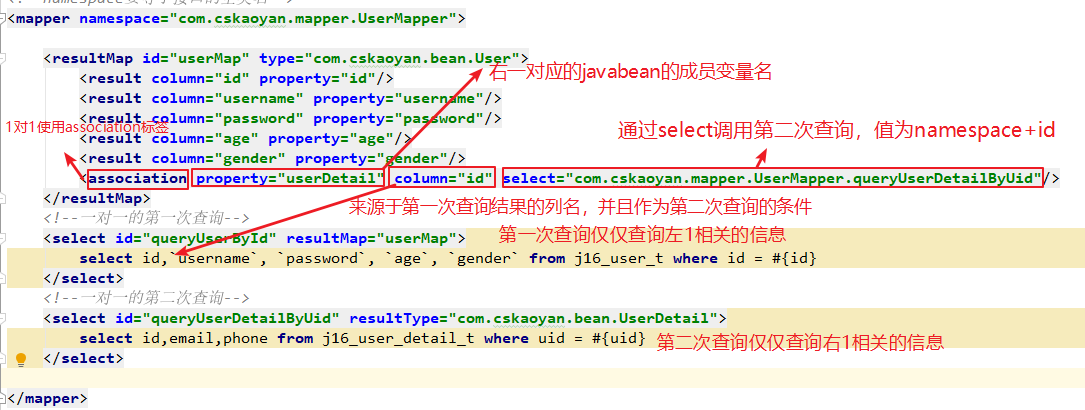 <!--namespace要等于接口的全类名-->
<mapper namespace="com.cskaoyan.mapper.UserMapper">
<resultMap id="userMap" type="com.cskaoyan.bean.User">
右一对应的javabean的成员变量名
<result column="id" property="id"/>
<result column="username" property="username"/>
<result column="password" property="password"/>
1对1使用association标签
<result column="age" property="age"/>
通过select调用第二次查询，值为namespace+id
<result column="gender" property="gender"/>
<association property="userDetail" column="id" select="com.cskaoyan.mapper.UserMapper.queryUserDetailByUid"/>
</resultMap>
来源于第一次查询结果的列名，并且作为第二次查询的条件
<!--一对一的第一次查询-->
<select id="queryUserById" resultMap="userMap">
第一次查询仅仅查询左1相关的信息
select id,`username`, `password`, `age`, `gender` from j16_user_t where id = #{id}
</select>
<!--一对一的第二次查询-->
<select id="queryUserDetailByUid" resultType="com.cskaoyan.bean.UserDetail">
select id,email,phone from j16_user_detail_t where uid = #{uid}
第二次查询仅仅查询右1相关的信息
</select>
</mapper>